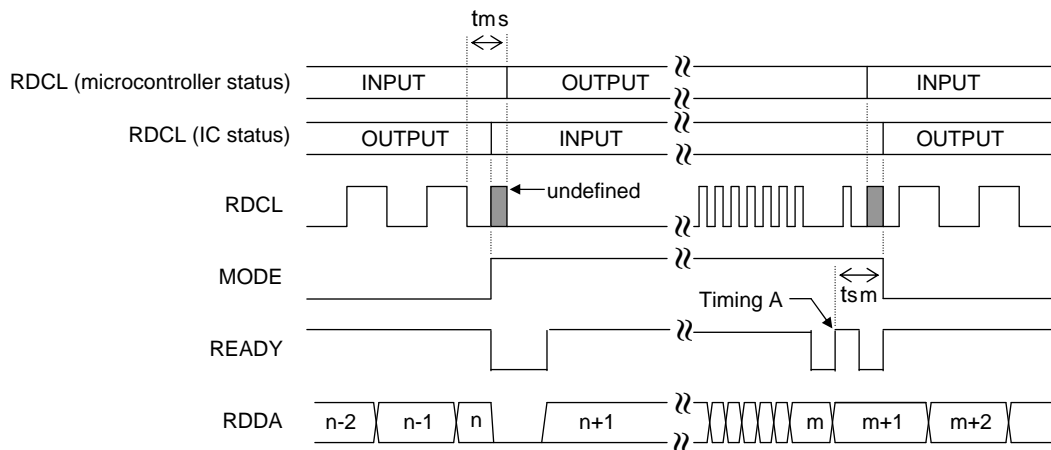 tms
RDCL (microcontroller status) INPUT OUTPUT INPUT
RDCL (IC status) OUTPUT INPUT OUTPUT
RDCL undefined
MODE
Timing A tsm
READY
RDDA n-2 n-1 n n+1 m m+1 m+2